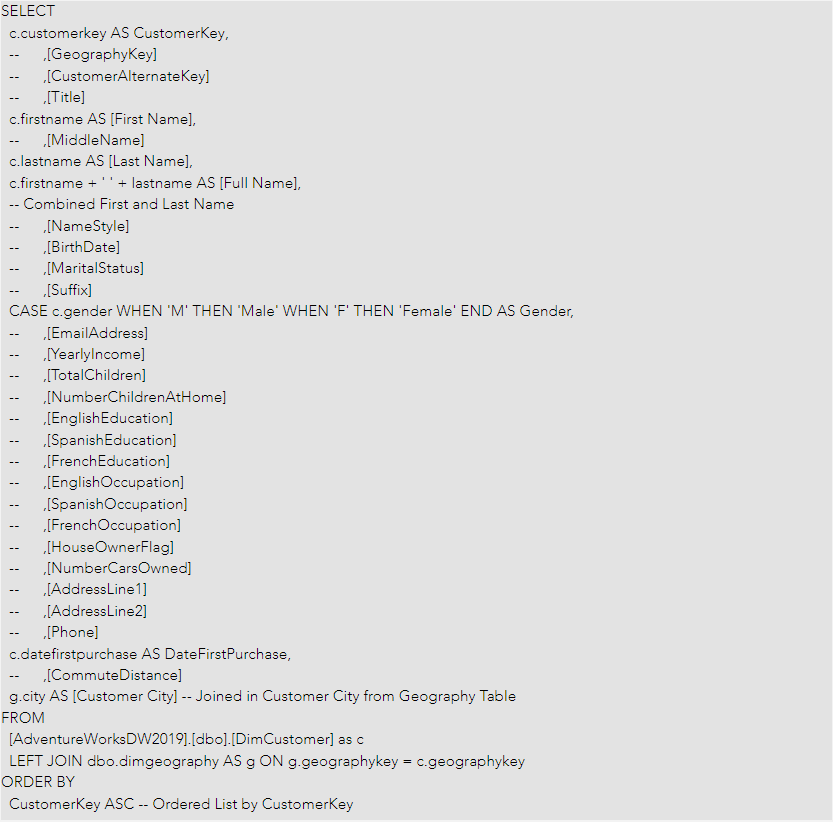 SELECT
c.customerkey AS CustomerKey,
-- ,[GeographyKey]
-- ,[CustomerAlternateKey]
-- ,[Title]
c.firstname AS [First Name],
-- ,[MiddleName]
c.lastname AS [Last Name],
c.firstname + ' ' + lastname AS [Full Name],
-- Combined First and Last Name
-- ,[NameStyle]
-- ,[BirthDate]
-- ,[MaritalStatus]
-- ,[Suffix]
CASE c.gender WHEN 'M' THEN 'Male' WHEN 'F' THEN 'Female' END AS Gender,
-- ,[EmailAddress]
-- ,[YearlyIncome]
-- ,[TotalChildren]
-- ,[NumberChildrenAtHome]
-- ,[EnglishEducation]
-- ,[SpanishEducation]
-- ,[FrenchEducation]
-- ,[EnglishOccupation]
-- ,[SpanishOccupation]
-- ,[FrenchOccupation]
-- ,[HouseOwnerFlag]
-- ,[NumberCarsOwned]
-- ,[AddressLine1]
-- ,[AddressLine2]
-- ,[Phone]
c.datefirstpurchase AS DateFirstPurchase,
-- ,[CommuteDistance]
g.city AS [Customer City] -- Joined in Customer City from Geography Table
FROM
[AdventureWorksDW2019].[dbo].[DimCustomer] as c
LEFT JOIN dbo.dimgeography AS g ON g.geographykey = c.geographykey
ORDER BY
CustomerKey ASC -- Ordered List by CustomerKey